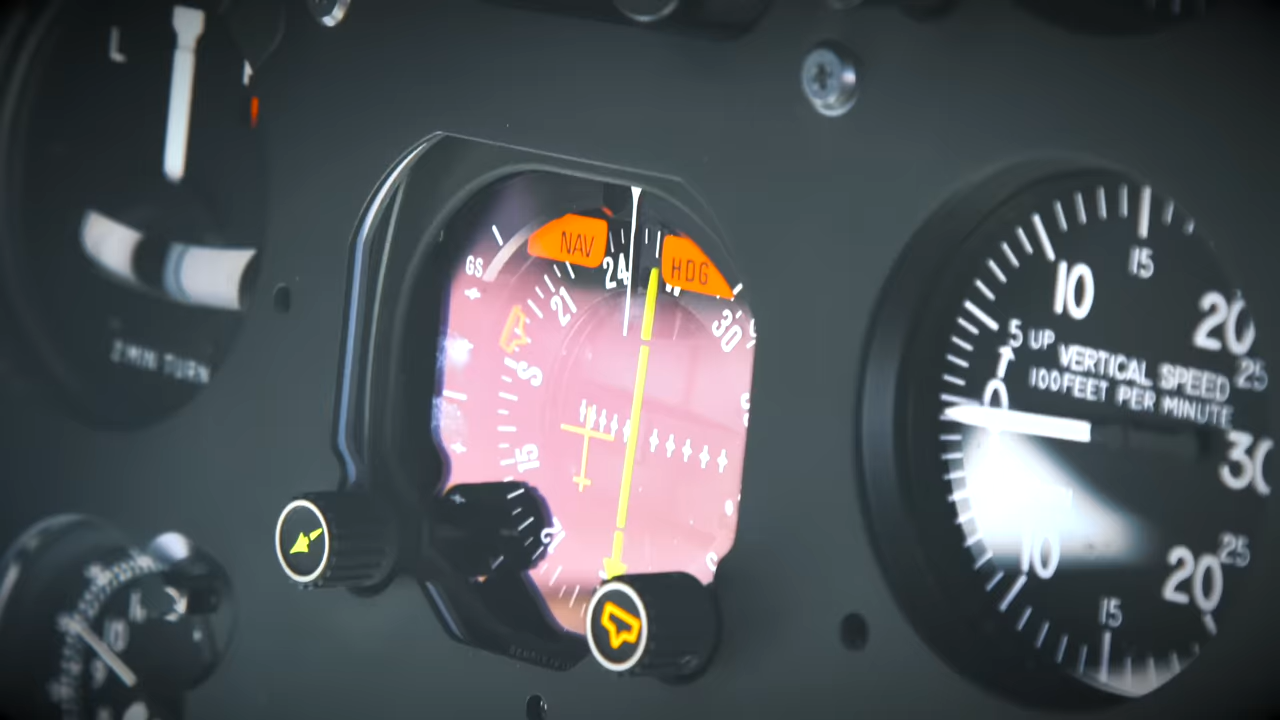 L
2 MIN TURN
NAV
HDG
GS
24
21
30
S
15
15
10
20
5 UP
VERTICAL SPEED
25
100 FEET PER MINUTE
0
30
10
20
25
15